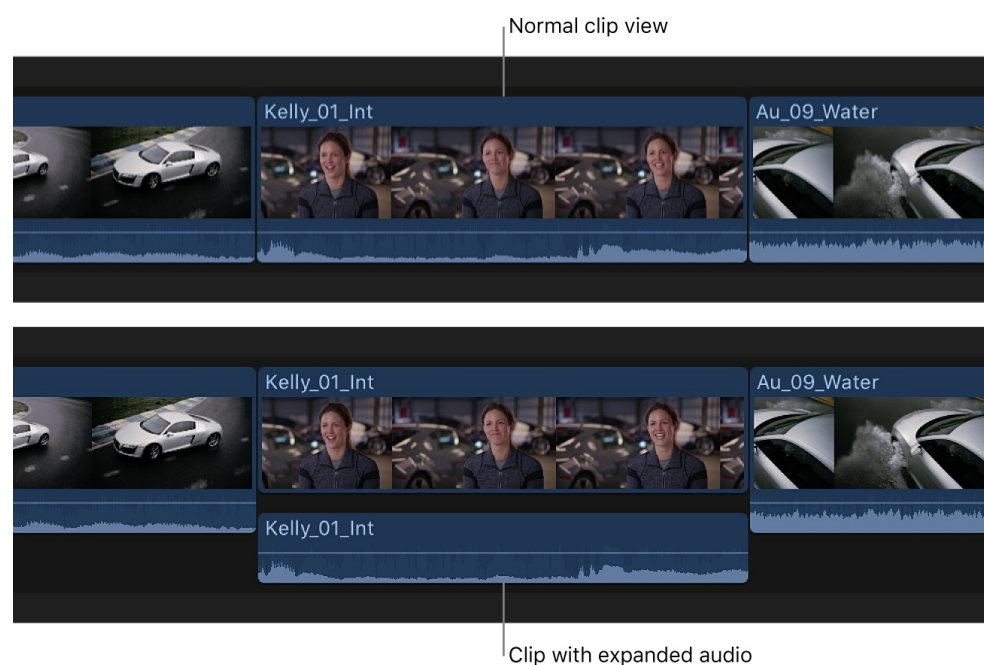 Normal clip view
Kelly_01_Int
Au_09_Water
Kelly_01_Int
Au_09_Water
Kelly_01_Int
Clip with expanded audio